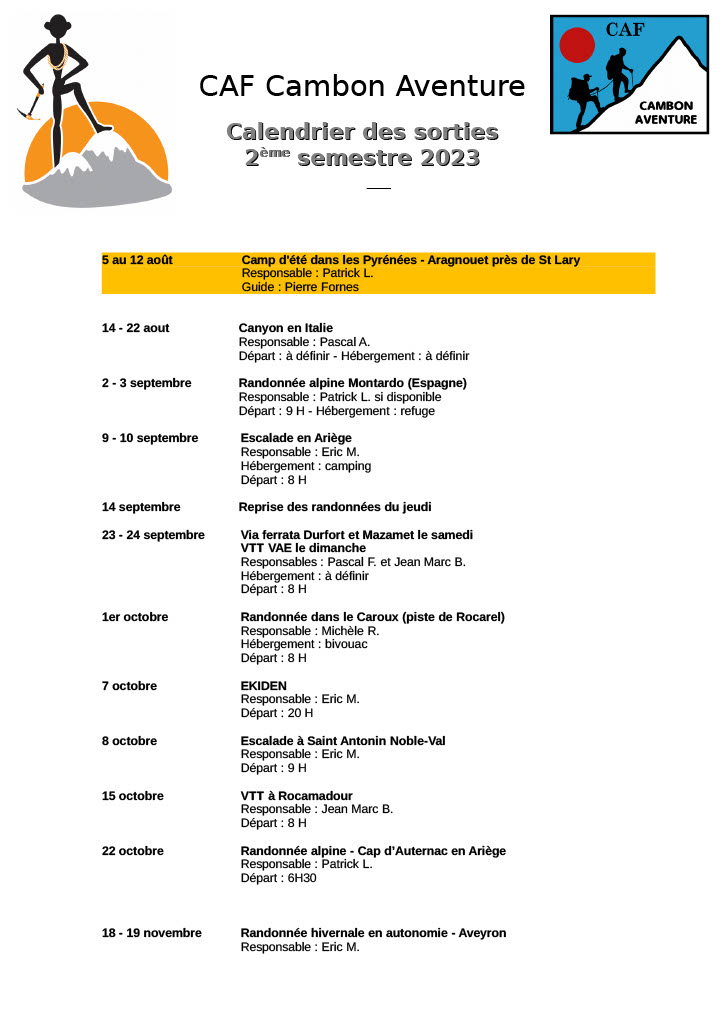 CAF
CAF Cambon Aventure
CAMBON
AVENTURE
Calendrier des sorties
2ème semestre 2023
5 au 12 août Camp d'été dans les Pyrénées - Aragnouet près de St Lary
Responsable : Patrick L.
Guide : Pierre Fornes
14 - 22 aout Canyon en Italie
Responsable : Pascal A.
Départ : à définir - Hébergement : à définir
2 - 3 septembre Randonnée alpine Montardo (Espagne)
Responsable : Patrick L. si disponible
Départ : 9 H - Hébergement : refuge
9 - 10 septembre Escalade en Ariège
Responsable : Eric M.
Hébergement : camping
Départ : 8 H
14 septembre Reprise des randonnées du jeudi
23 - 24 septembre Via ferrata Durfort et Mazamet le samedi
VTT VAE le dimanche
Responsables : Pascal F. et Jean Marc B.
Hébergement : à définir
Départ : 8 H
1er octobre Randonnée dans le Caroux (piste de Rocarel)
Responsable : Michèle R.
Hébergement : bivouac
Départ : 8 H
7 octobre EKIDEN
Responsable : Eric M.
Départ : 20 H
8 octobre Escalade à Saint Antonin Noble-Val
Responsable : Eric M.
Départ : 9 H
15 octobre VTT à Rocamadour
Responsable : Jean Marc B.
Départ : 8 H
22 octobre Randonnée alpine - Cap d'Auternac en Ariège
Responsable : Patrick L.
Départ : 6H30
18 - 19 novembre Randonnée hivernale en autonomie - Aveyron
Responsable : Eric M.